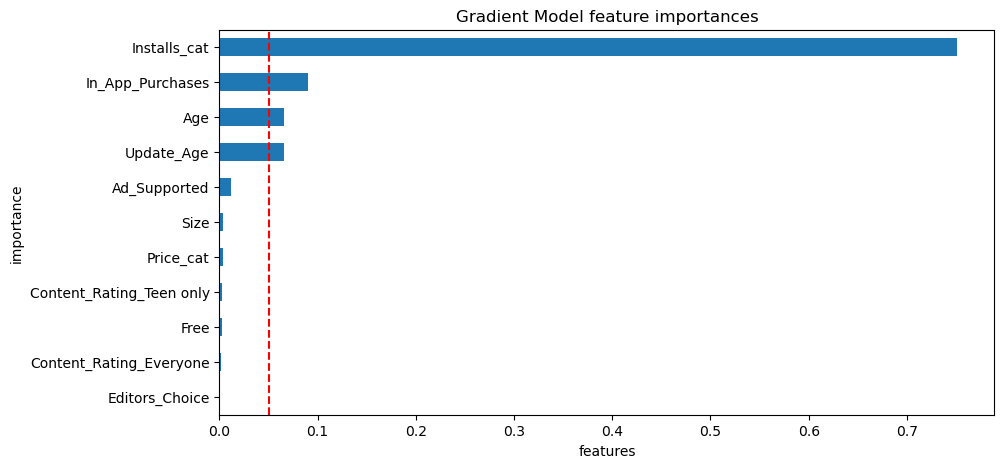 Gradient Model feature importances
Installs_cat
In_App_Purchases
Age
Update_Age
Ad_Supported
Size
Price_cat
Content_Rating_Teen only
Free
Content_Rating_Everyone
Editors_Choice
importance
0.0 0.1 0.2 0.3 0.4 0.5 0.6 0.7
features